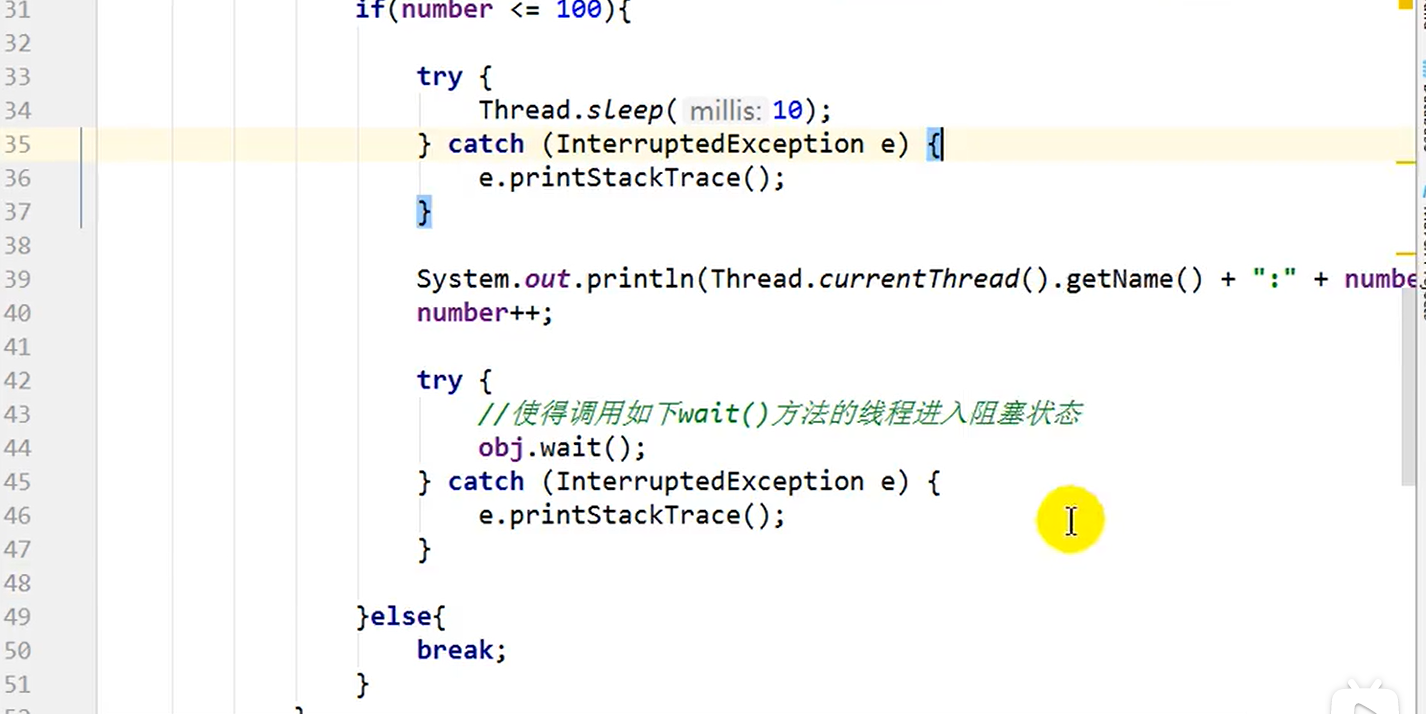 31 if(number <= 100){
32
33 try {
34 Thread.sleep( millis: 10);
35 } catch (InterruptedException e) {
36 e.printStackTrace();
37 }
38
39 System.out.println(Thread.currentThread().getName() + ":" + numbe
40 number++;
41
42 try {
43 //使得调用如下wait()方法的线程进入阻塞状态
44 obj.wait();
45 } catch (InterruptedException e) {
46 e.printStackTrace();
47 }
48
49 }else{
50 break;
51 }